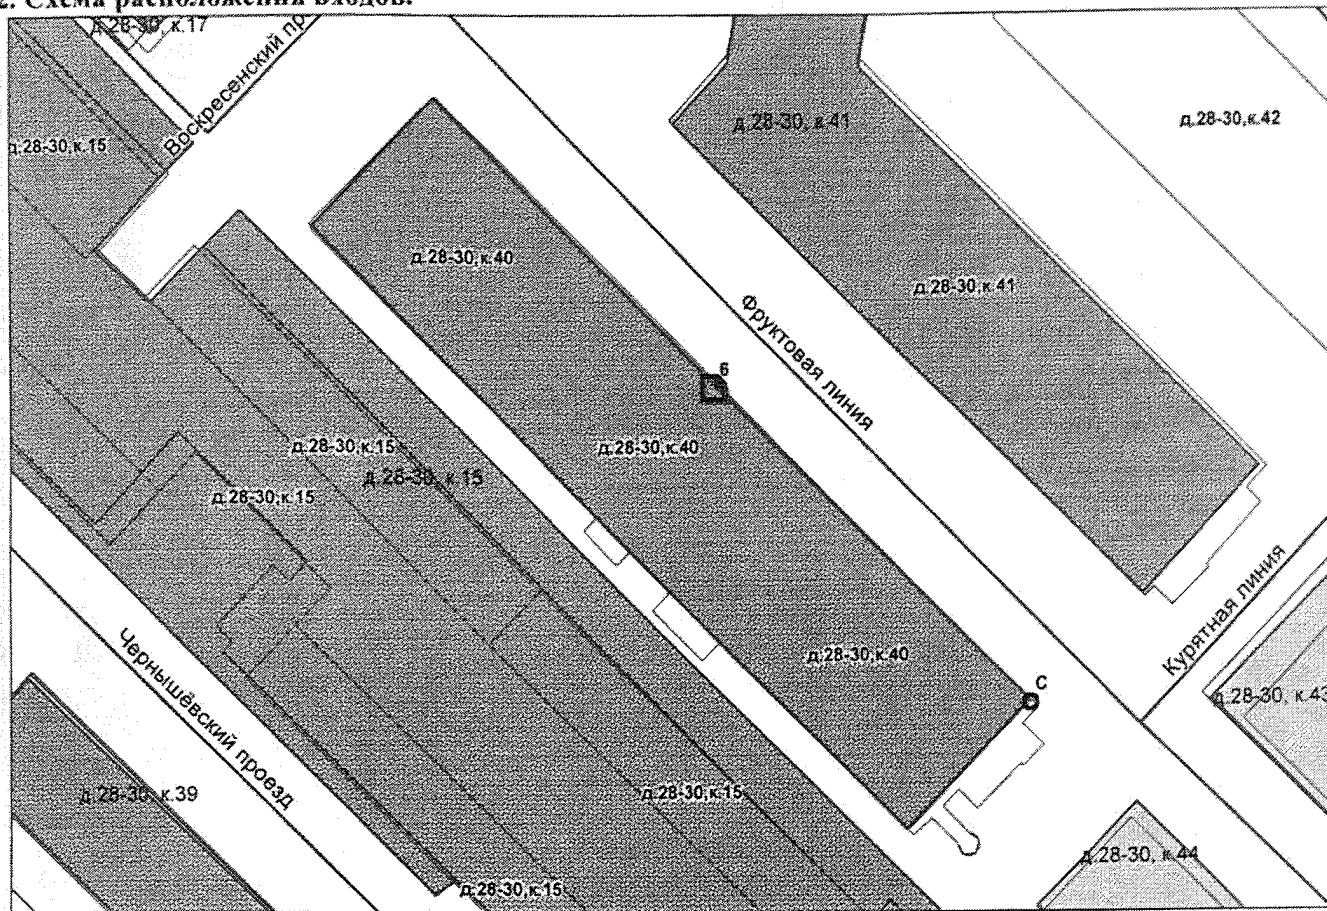 2. Схема расположения входов.
д.28-30, к.17
Воскресенский пр
д.28-30,к.15
д.28-30, к.41
д.28-30,к.42
д.28-30,к.40
д.28-30,к.41
Фруктовая линия
6
д.28-30,к.15
д.28-30, к.15
д.28-30,к.40
д.28-30,к.15
Курятная линия
Чернышёвский проезд
д.28-30,к.40
С
д.28-30, к.43
д.28-30, к.39
д.28-30,к.15
д.28-30, к.44
д.28-30,к.15